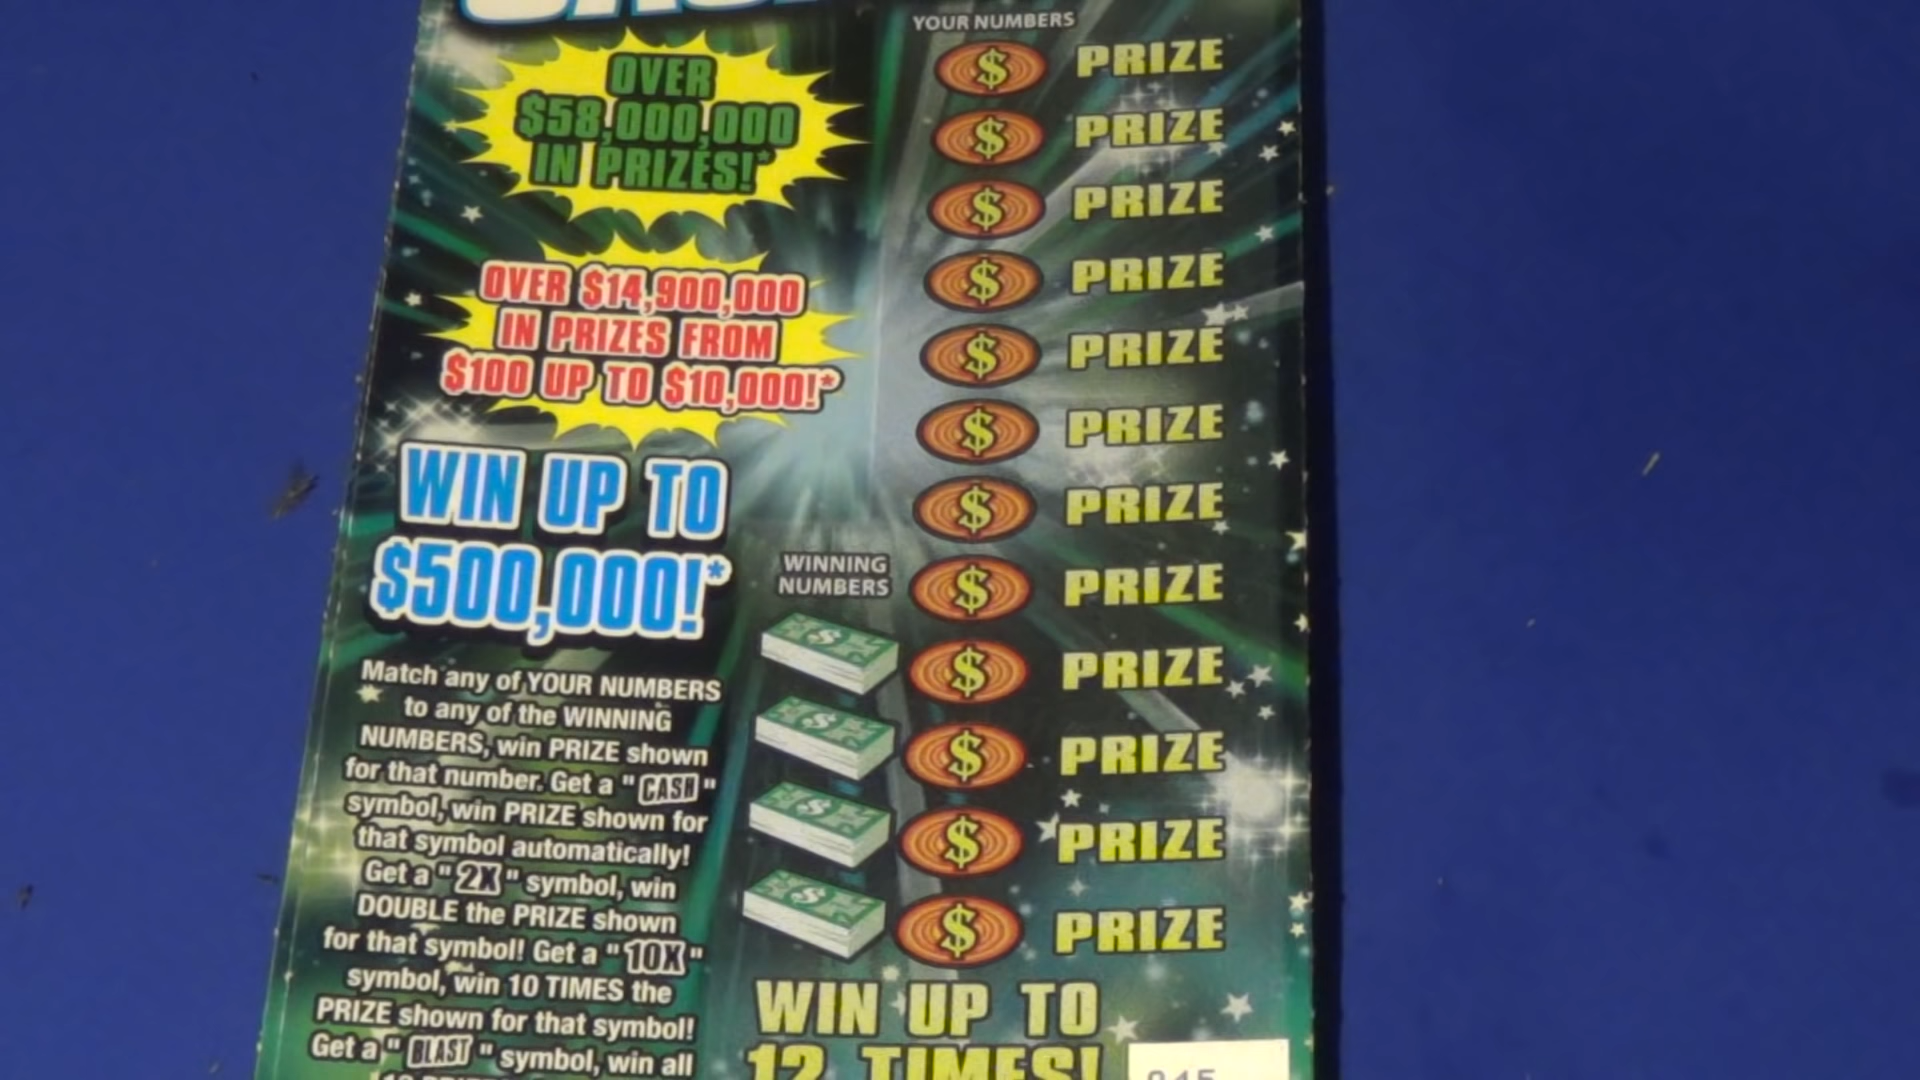 OVER
$58,000,000
IN PRIZES!*
OVER $14,900,000
IN PRIZES FROM
$100 UP TO $10,000!*
WIN UP TO
$500,000!*
Match any of YOUR NUMBERS
to any of the WINNING
NUMBERS, win PRIZE shown
for that number. Get a "CASH"
symbol, win PRIZE shown for
that symbol automatically!
Get a "2X" symbol, win
DOUBLE the PRIZE shown
for that symbol! Get a "10X"
symbol, win 10 TIMES the
PRIZE shown for that symbol!
Get a "BLAST" symbol, win all
YOUR NUMBERS
$ PRIZE
$ PRIZE
$ PRIZE
$ PRIZE
$ PRIZE
$ PRIZE
$ PRIZE
$ PRIZE
$ PRIZE
$ PRIZE
$ PRIZE
$ PRIZE
WINNING
NUMBERS
$
$
$
$
WIN UP TO
12 TIMES!